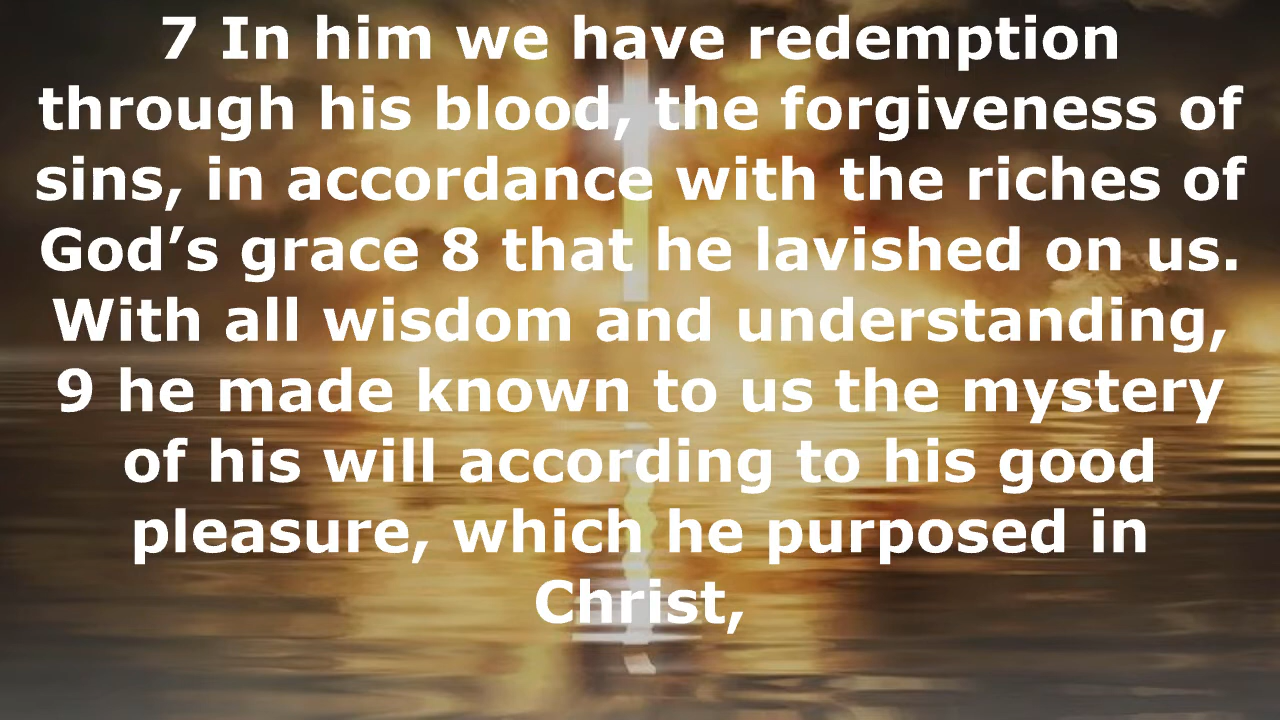 7 In him we have redemption
through his blood, the forgiveness of
sins, in accordance with the riches of
God’s grace 8 that he lavished on us.
With all wisdom and understanding,
9 he made known to us the mystery
of his will according to his good
pleasure, which he purposed in
Christ,